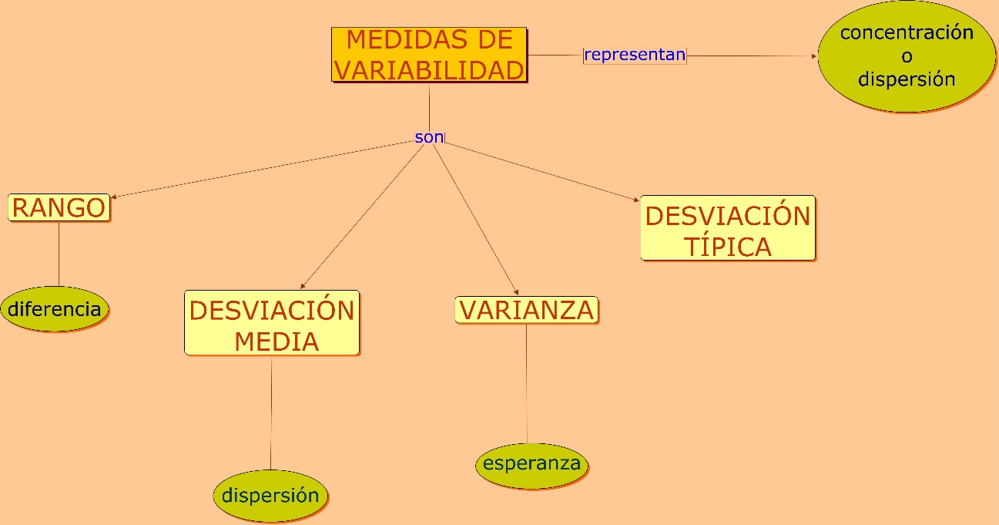 MEDIDAS DE
VARIABILIDAD
representan
concentración
o
dispersión
son
RANGO
DESVIACIÓN
TÍPICA
diferencia
DESVIACIÓN
MEDIA
VARIANZA
esperanza
dispersión